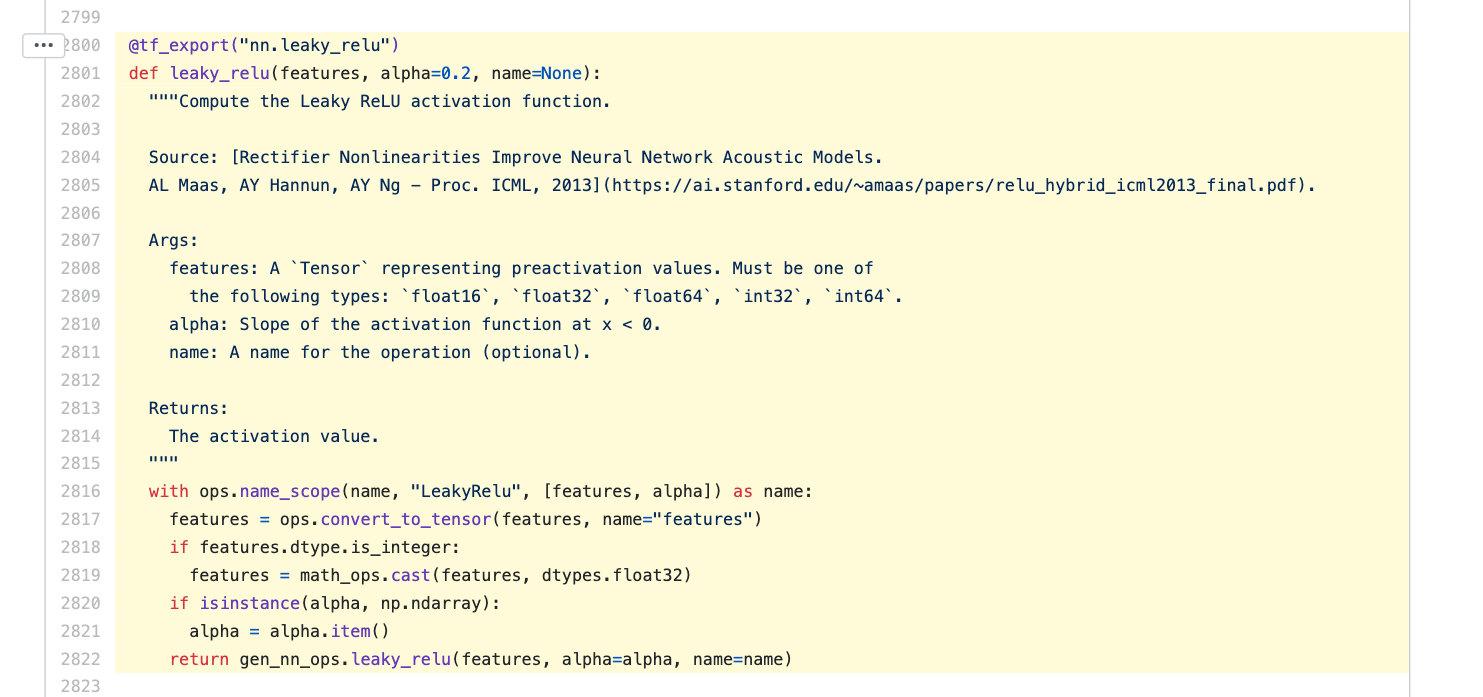 2799
2800 @tf_export("nn.leaky_relu")
2801 def leaky_relu(features, alpha=0.2, name=None):
2802   """Compute the Leaky ReLU activation function.
2803
2804   Source: [Rectifier Nonlinearities Improve Neural Network Acoustic Models.
2805   AL Maas, AY Hannun, AY Ng - Proc. ICML, 2013](https://ai.stanford.edu/~amaas/papers/relu_hybrid_icml2013_final.pdf).
2806
2807   Args:
2808     features: A `Tensor` representing preactivation values. Must be one of
2809       the following types: `float16`, `float32`, `float64`, `int32`, `int64`.
2810     alpha: Slope of the activation function at x < 0.
2811     name: A name for the operation (optional).
2812
2813   Returns:
2814     The activation value.
2815   """
2816   with ops.name_scope(name, "LeakyRelu", [features, alpha]) as name:
2817     features = ops.convert_to_tensor(features, name="features")
2818     if features.dtype.is_integer:
2819       features = math_ops.cast(features, dtypes.float32)
2820     if isinstance(alpha, np.ndarray):
2821       alpha = alpha.item()
2822     return gen_nn_ops.leaky_relu(features, alpha=alpha, name=name)
2823